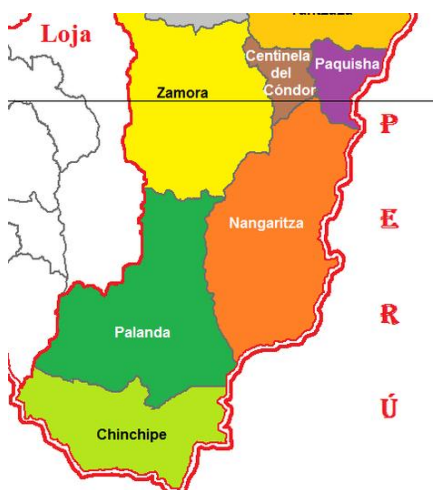 Loja
Centinela
del
Cóndor
Paquisha
Zamora
P
E
R
Ú
Nangaritza
Palanda
Chinchipe